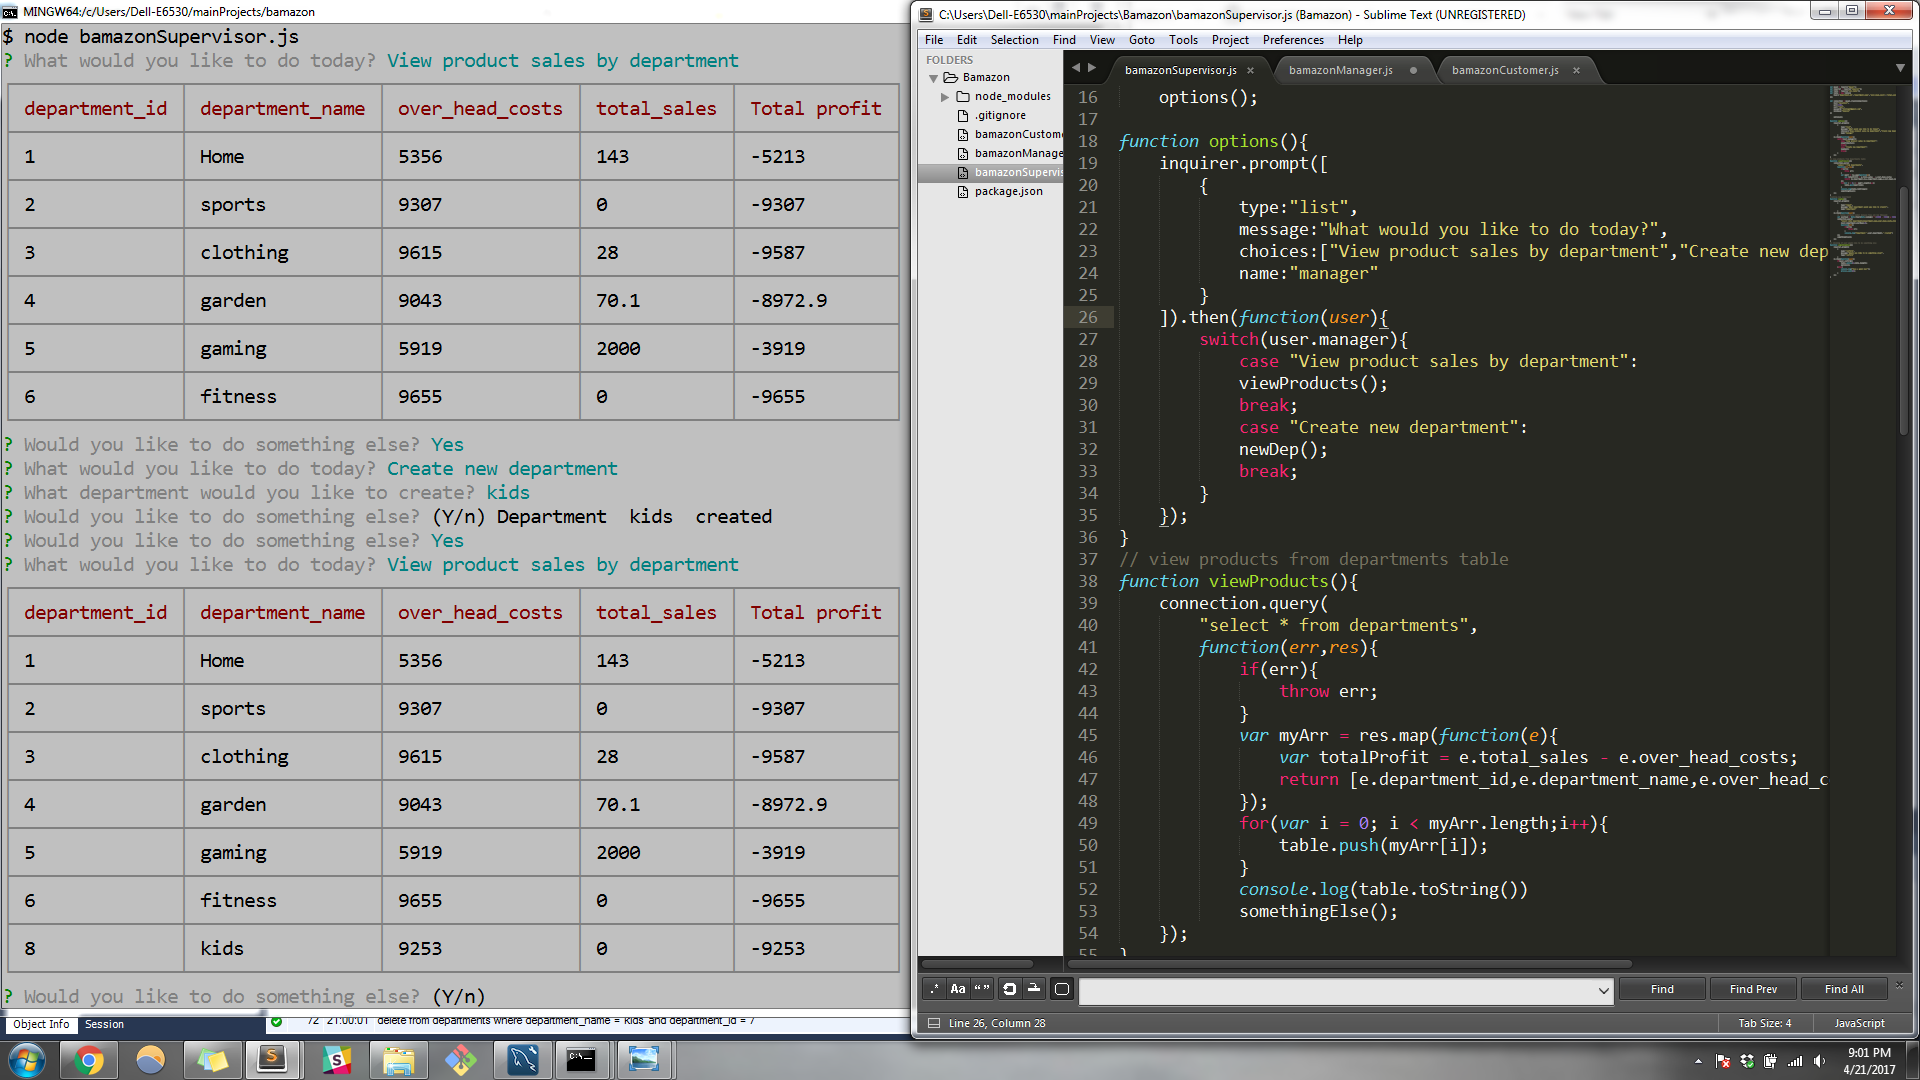 MINGW64:/c/Users/Dell-E6530/mainProjects/bamazon
$ node bamazonSupervisor.js
? What would you like to do today? View product sales by department
department_id department_name over_head_costs total_sales Total profit
1 Home 5356 143 -5213
2 sports 9307 0 -9307
3 clothing 9615 28 -9587
4 garden 9043 70.1 -8972.9
5 gaming 5919 2000 -3919
6 fitness 9655 0 -9655
? Would you like to do something else? Yes
? What would you like to do today? Create new department
? What department would you like to create? kids
? Would you like to do something else? (Y/n) Department  kids  created
? Would you like to do something else? Yes
? What would you like to do today? View product sales by department
department_id department_name over_head_costs total_sales Total profit
1 Home 5356 143 -5213
2 sports 9307 0 -9307
3 clothing 9615 28 -9587
4 garden 9043 70.1 -8972.9
5 gaming 5919 2000 -3919
6 fitness 9655 0 -9655
8 kids 9253 0 -9253
? Would you like to do something else? (Y/n)
Object Info Session
72 21:00:01 delete from departments where department_name = 'kids' and department_id = 7
C:\Users\Dell-E6530\mainProjects\Bamazon\bamazonSupervisor.js (Bamazon) - Sublime Text (UNREGISTERED)
File Edit Selection Find View Goto Tools Project Preferences Help
FOLDERS
Bamazon
node_modules
.gitignore
bamazonCustome
bamazonManage
bamazonSupervis
package.json
bamazonSupervisor.js bamazonManager.js bamazonCustomer.js
16 options();
17
18 function options(){
19 inquirer.prompt([
20 {
21 type:"list",
22 message:"What would you like to do today?",
23 choices:["View product sales by department","Create new dep
24 name:"manager"
25 }
26 ]).then(function(user){
27 switch(user.manager){
28 case "View product sales by department":
29 viewProducts();
30 break;
31 case "Create new department":
32 newDep();
33 break;
34 }
35 });
36 }
37 // view products from departments table
38 function viewProducts(){
39 connection.query(
40 "select * from departments",
41 function(err,res){
42 if(err){
43 throw err;
44 }
45 var myArr = res.map(function(e){
46 var totalProfit = e.total_sales - e.over_head_costs;
47 return [e.department_id,e.department_name,e.over_head_c
48 });
49 for(var i = 0; i < myArr.length;i++){
50 table.push(myArr[i]);
51 }
52 console.log(table.toString())
53 somethingElse();
54 });
55 }
.* Aa “ ” Find Find Prev Find All
Line 26, Column 28 Tab Size: 4 JavaScript
9:01 PM
4/21/2017